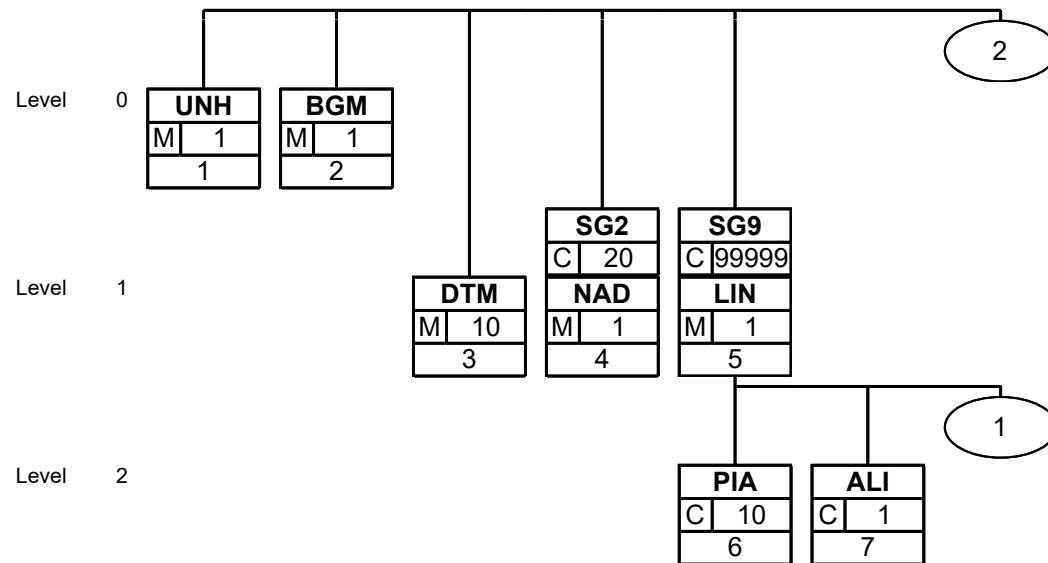 2
Level 0
UNH BGM
M 1 M 1
1 2
SG2 SG9
C 20 C 99999
Level 1
DTM NAD LIN
M 10 M 1 M 1
3 4 5
1
Level 2
PIA ALI
C 10 C 1
6 7